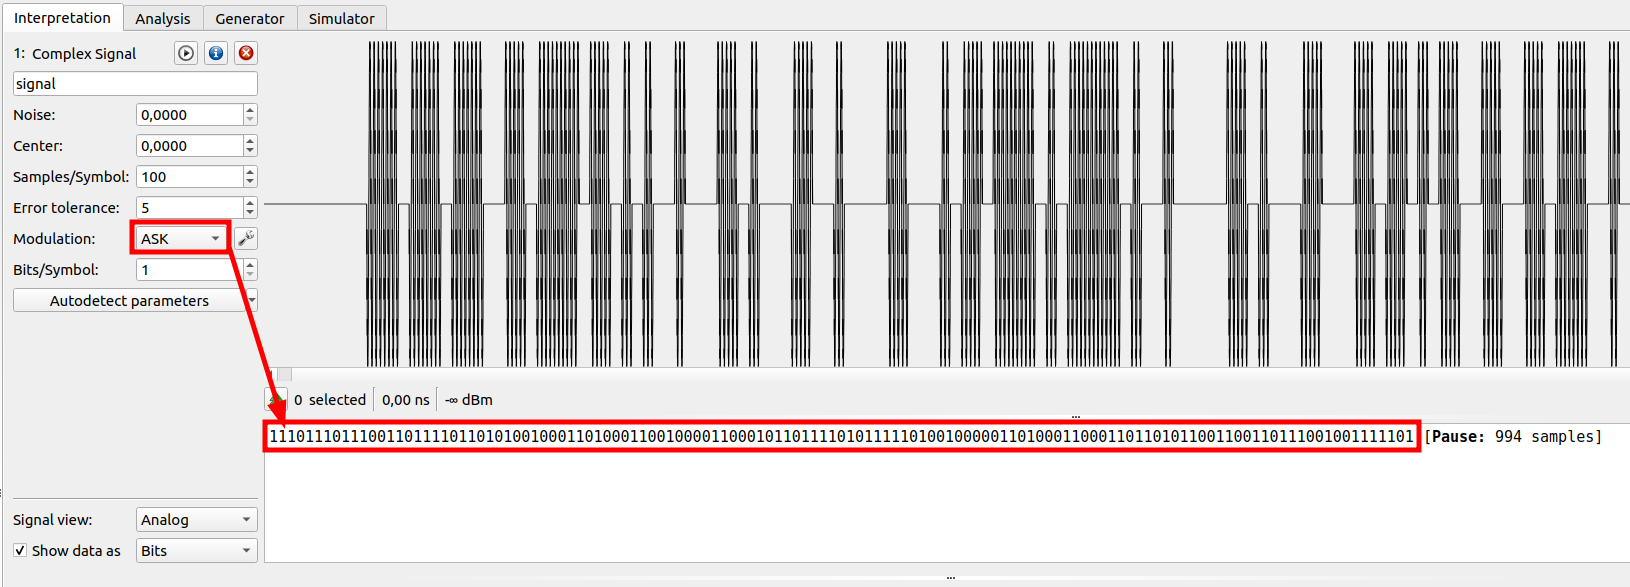 Interpretation Analysis Generator Simulator
1: Complex Signal
signal
Noise: 0,0000
Center: 0,0000
Samples/Symbol: 100
Error tolerance: 5
Modulation: ASK
Bits/Symbol: 1
Autodetect parameters
0 selected 0,00 ns -∞ dBm
1110111011100110111101101010010001101000110010000110001011011110101111101001000001101000110001101101011001100110111001001111101 [Pause: 994 samples]
Signal view: Analog
Show data as Bits